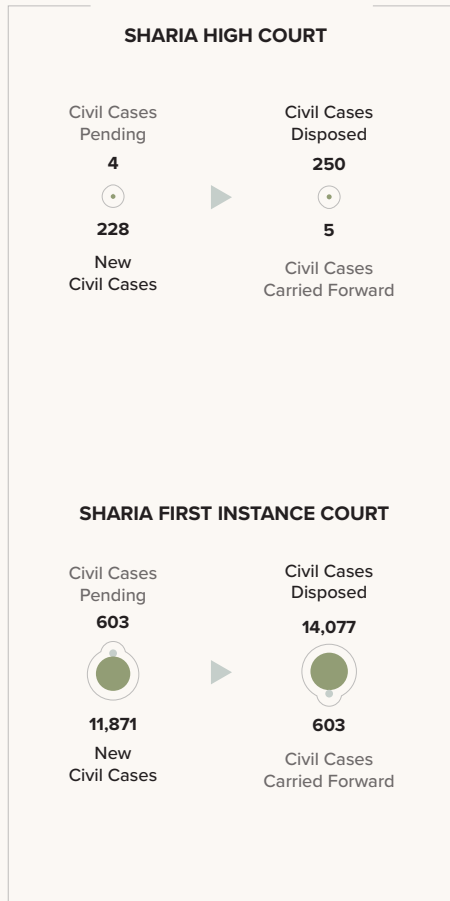 SHARIA HIGH COURT
Civil Cases
Pending
4
228
New
Civil Cases
Civil Cases
Disposed
250
5
Civil Cases
Carried Forward
SHARIA FIRST INSTANCE COURT
Civil Cases
Pending
603
11,871
New
Civil Cases
Civil Cases
Disposed
14,077
603
Civil Cases
Carried Forward